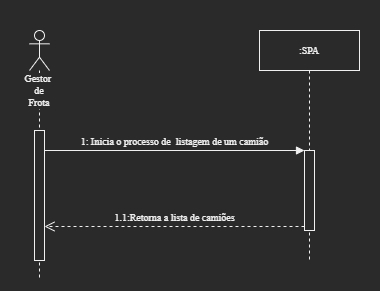 :SPA
Gestor
de
Frota
1: Inicia o processo de listagem de um camião
1.1:Retorna a lista de camiões